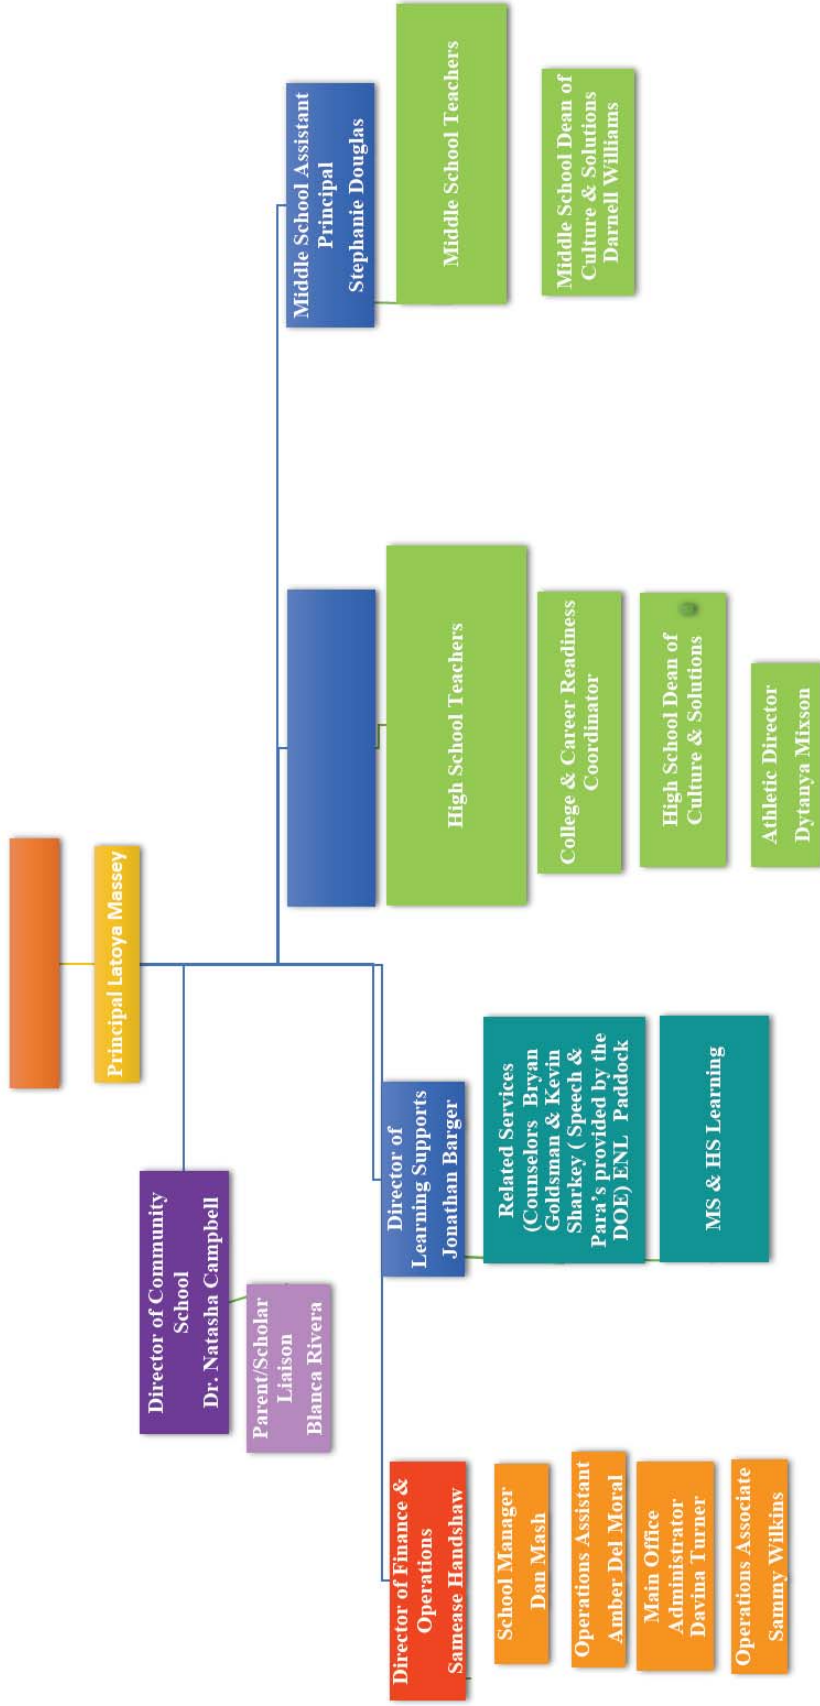 Principal Latoya Massey
Director of Community
School
Dr. Natasha Campbell
Parent/Scholar
Liaison
Blanca Rivera
Director of Finance &
Operations
Samease Handshaw
School Manager
Dan Mash
Operations Assistant
Amber Del Moral
Main Office
Administrator
Davina Turner
Operations Associate
Sammy Wilkins
Director of
Learning Supports
Jonathan Barger
Related Services
(Counselors Bryan
Goldsman & Kevin
Sharkey ( Speech &
Para's provided by the
DOE) ENL Paddock
MS & HS Learning
High School Teachers
College & Career Readiness
Coordinator
High School Dean of
Culture & Solutions
Athletic Director
Dytanya Mixson
Middle School Assistant
Principal
Stephanie Douglas
Middle School Teachers
Middle School Dean of
Culture & Solutions
Darnell Williams